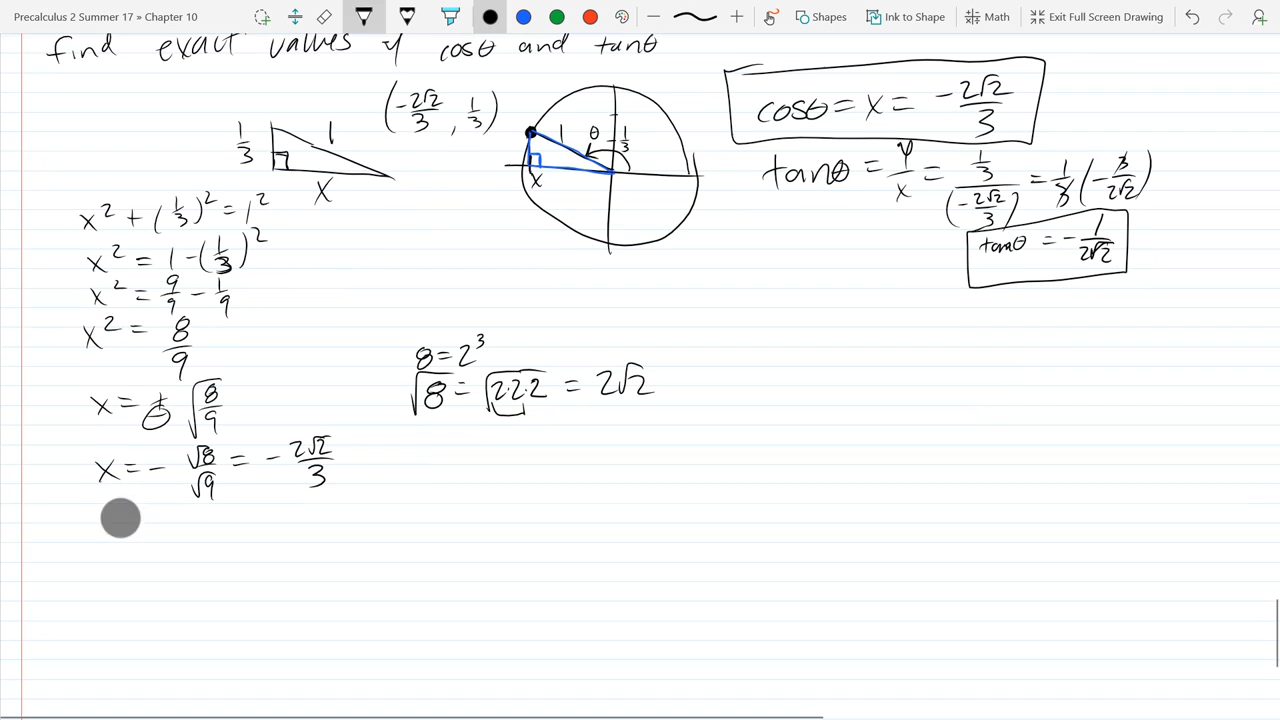 Precalculus 2 Summer 17 » Chapter 10
Shapes
Ink to Shape
Math
Exit Full Screen Drawing
find exact values of cosθ and tanθ
(-2√2/3, 1/3)
1/3 1 x
1 θ 1/3 x 1
cosθ = x = -2√2/3
tanθ = y/x = (1/3)/(-2√2/3) = 1/3(-3/2√2)
tanθ = -1/2√2
x² + (1/3)² = 1²
x² = 1 - (1/3)²
x² = 9/9 - 1/9
x² = 8/9
x = ± √(8/9)
x = - √8/√9 = - 2√2/3
8 = 2³
√8 = √(2·2·2) = 2√2